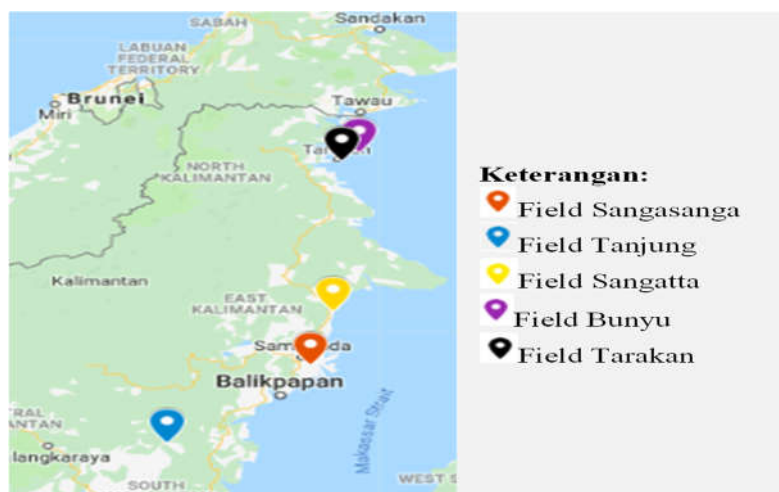 SABAH
Sandakan
LABUAN
FEDERAL
TERRITORY
Brunei
Miri
Tawau
NORTH
KALIMANTAN
Kalimantan
EAST
KALIMANTAN
Balikpapan
Makassar Strait
langkaraya
SOUTH
WEST S
Keterangan:
Field Sangasanga
Field Tanjung
Field Sangatta
Field Bunyu
Field Tarakan